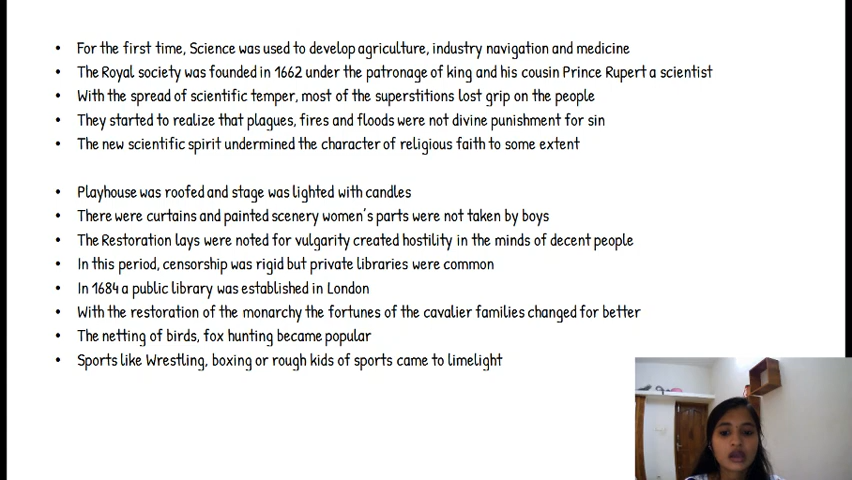 • For the first time, Science was used to develop agriculture, industry navigation and medicine
• The Royal society was founded in 1662 under the patronage of king and his cousin Prince Rupert a scientist
• With the spread of scientific temper, most of the superstitions lost grip on the people
• They started to realize that plagues, fires and floods were not divine punishment for sin
• The new scientific spirit undermined the character of religious faith to some extent
• Playhouse was roofed and stage was lighted with candles
• There were curtains and painted scenery women's parts were not taken by boys
• The Restoration lays were noted for vulgarity created hostility in the minds of decent people
• In this period, censorship was rigid but private libraries were common
• In 1684 a public library was established in London
• With the restoration of the monarchy the fortunes of the cavalier families changed for better
• The netting of birds, fox hunting became popular
• Sports like Wrestling, boxing or rough kids of sports came to limelight